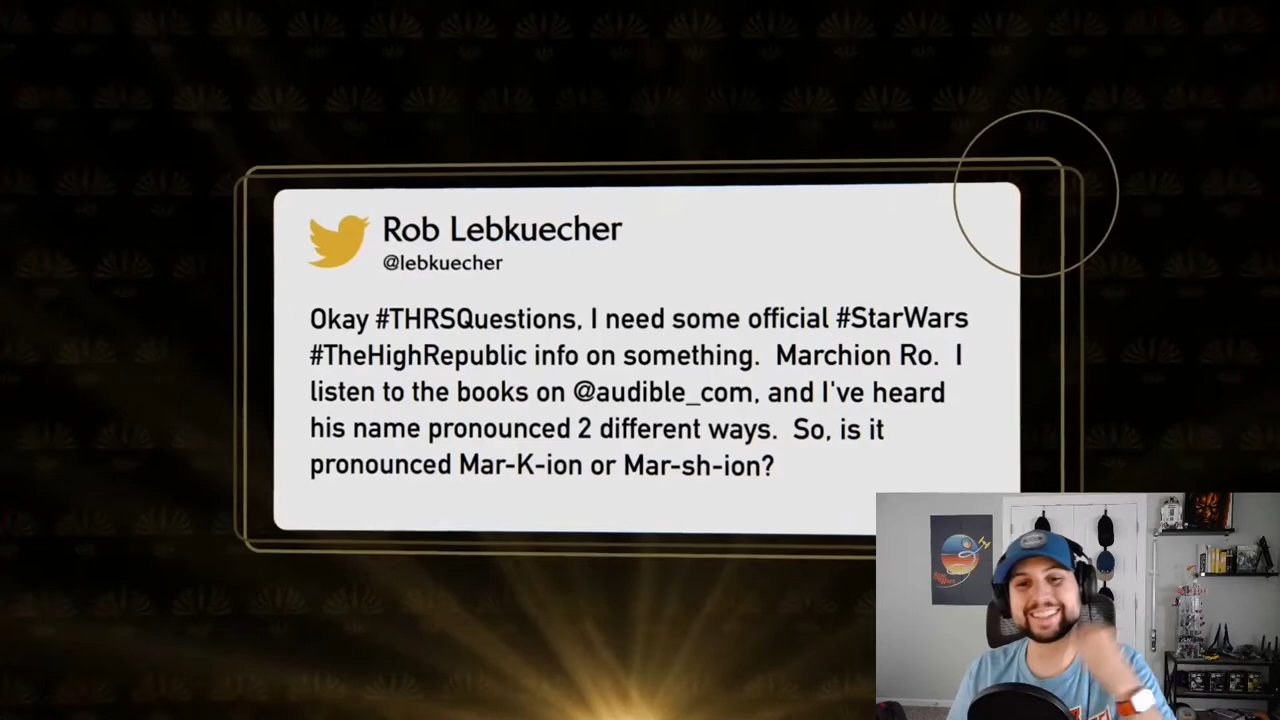 Rob Lebkuecher
@lebkuecher
Okay #THRSQuestions, I need some official #StarWars
#TheHighRepublic info on something.  Marchion Ro.  I
listen to the books on @audible_com, and I've heard
his name pronounced 2 different ways.  So, is it
pronounced Mar-K-ion or Mar-sh-ion?